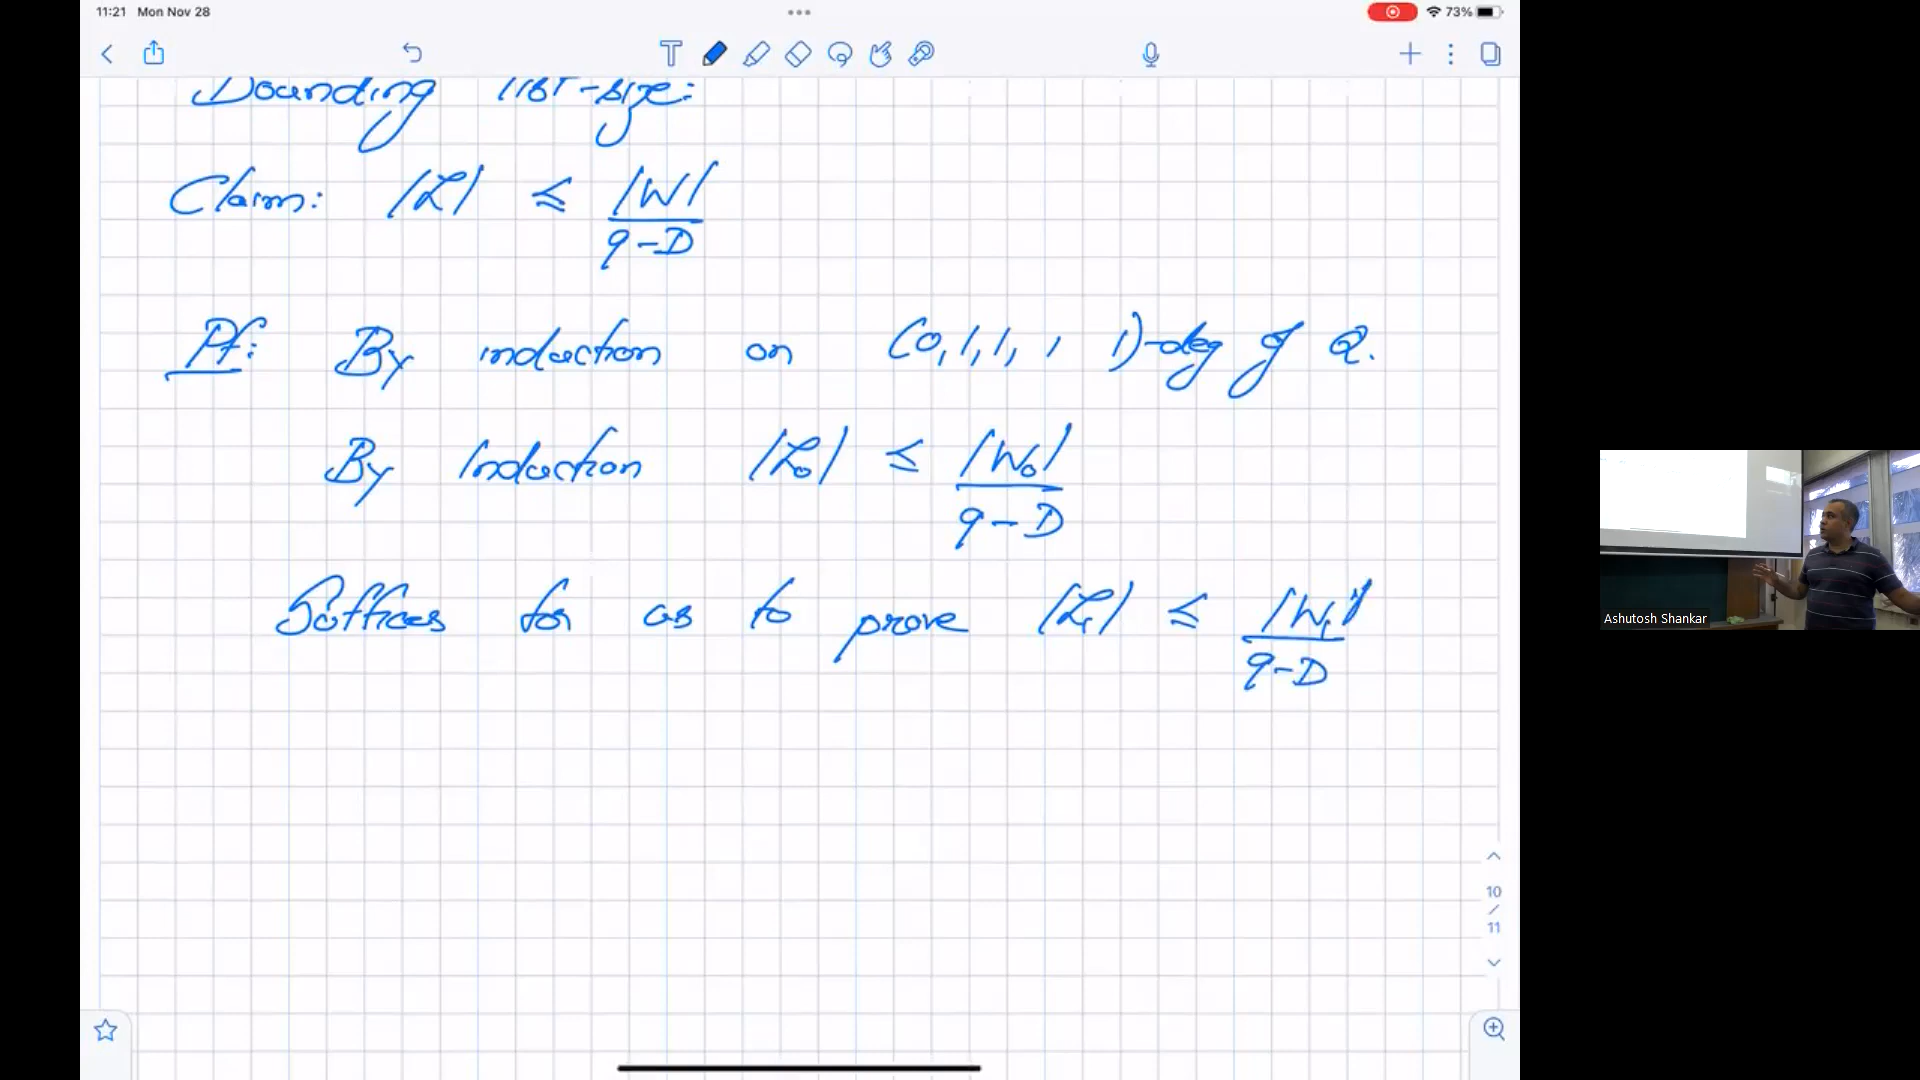 11:21 Mon Nov 28
73%
Bounding list-size:
Claim: |ℒ| ≤ |W| / q-D
Pf: By induction on (0,1,1, , 1)-deg of Q.
By Induction |ℒ₀| ≤ |W₀| / q-D
Suffices for us to prove |ℒ₁| ≤ |W₁| / q-D
Ashutosh Shankar
10
/
11